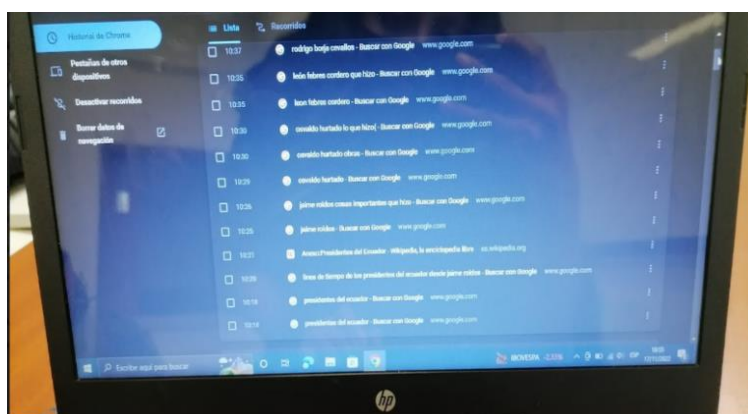 Historial de Chrome
Pestañas de otros
dispositivos
Desactivar recorridos
Borrar datos de
navegación
Lista
Recorridos
10:37 rodrigo borja cevallos - Buscar con Google www.google.com
10:35 león febres cordero que hizo - Buscar con Google www.google.com
10:35 leon febres cordero - Buscar con Google www.google.com
10:30 osvaldo hurtado lo que hizo( - Buscar con Google www.google.com
10:30 osvaldo hurtado obras - Buscar con Google www.google.com
10:29 osvaldo hurtado - Buscar con Google www.google.com
10:26 jaime roldos cosas importantes que hizo - Buscar con Google www.google.com
10:26 jaime roldos - Buscar con Google www.google.com
10:21 Anexo:Presidentes del Ecuador - Wikipedia, la enciclopedia libre es.wikipedia.org
10:20 linea de tiempo de los presidentes del ecuador desde jaime roldos - Buscar con Google www.google.com
10:18 presidentes del ecuador - Buscar con Google www.google.com
10:18 presidentes del ecuador - Buscar con Google www.google.com
Escribe aquí para buscar
IBOVESPA
ESP
17/11/2022
hp